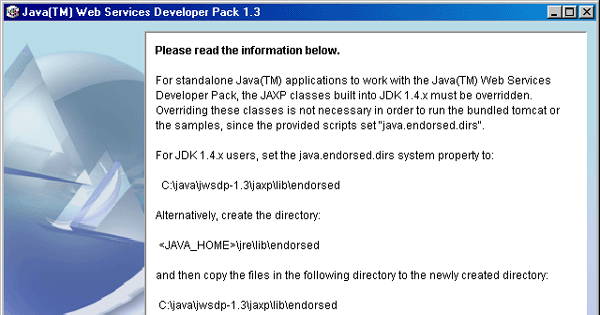 Java(TM) Web Services Developer Pack 1.3
Please read the information below.
For standalone Java(TM) applications to work with the Java(TM) Web Services
Developer Pack, the JAXP classes built into JDK 1.4.x must be overridden.
Overriding these classes is not necessary in order to run the bundled tomcat or
the samples, since the provided scripts set "java.endorsed.dirs".
For JDK 1.4.x users, set the java.endorsed.dirs system property to:
C:\java\jwsdp-1.3\jaxp\lib\endorsed
Alternatively, create the directory:
<JAVA_HOME>\jre\lib\endorsed
and then copy the files in the following directory to the newly created directory:
C:\java\jwsdp-1.3\jaxp\lib\endorsed